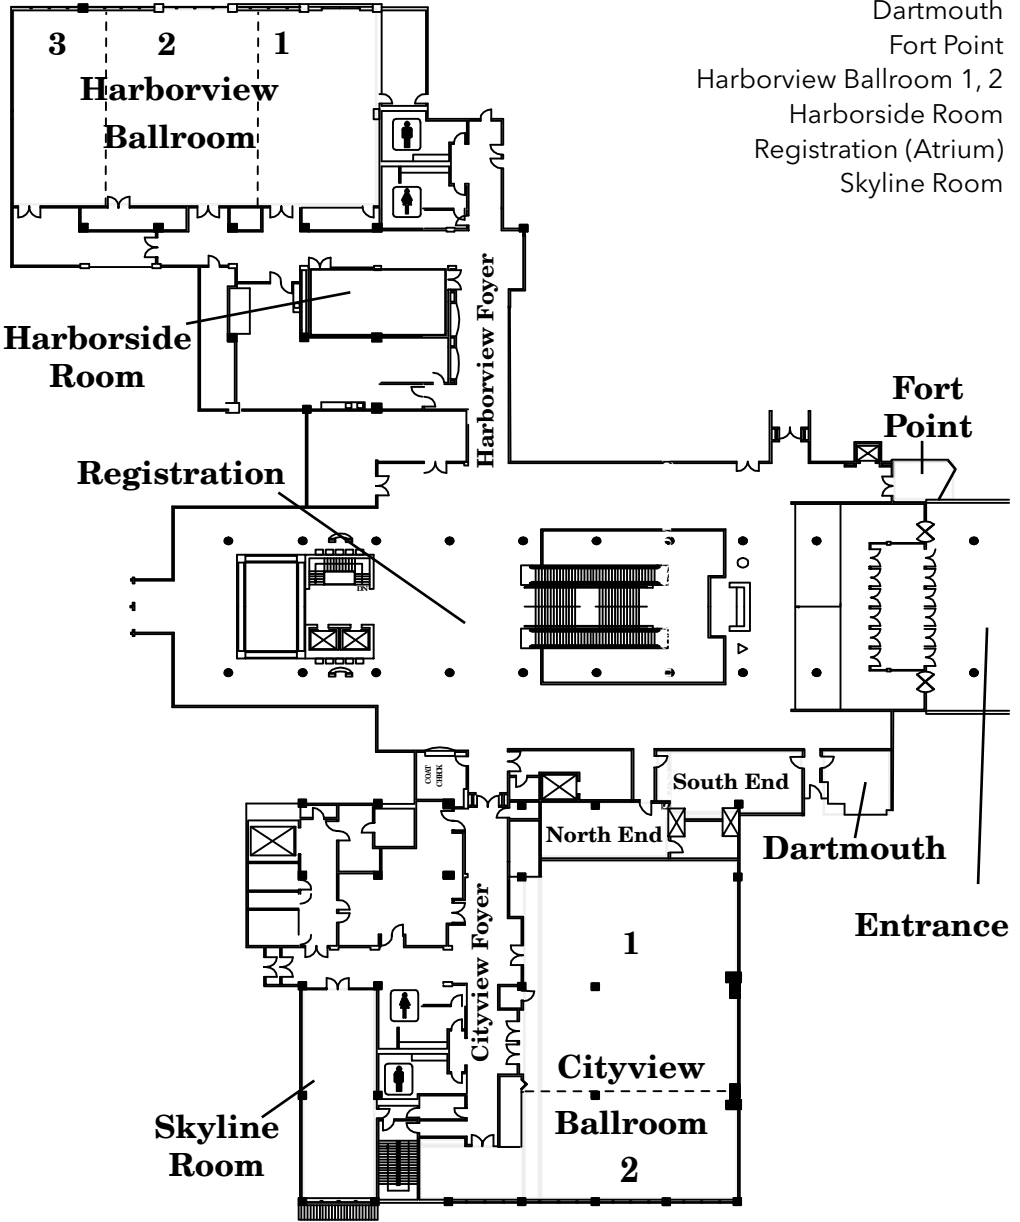 Dartmouth
Fort Point
Harborview Ballroom 1, 2
Harborside Room
Registration (Atrium)
Skyline Room
3
2
1
Harborview
Ballroom
Harborview Foyer
Harborside
Room
Fort
Point
Registration
DN
COAT
CHECK
South End
North End
Dartmouth
Entrance
Cityview Foyer
1
Cityview
Ballroom
2
Skyline
Room